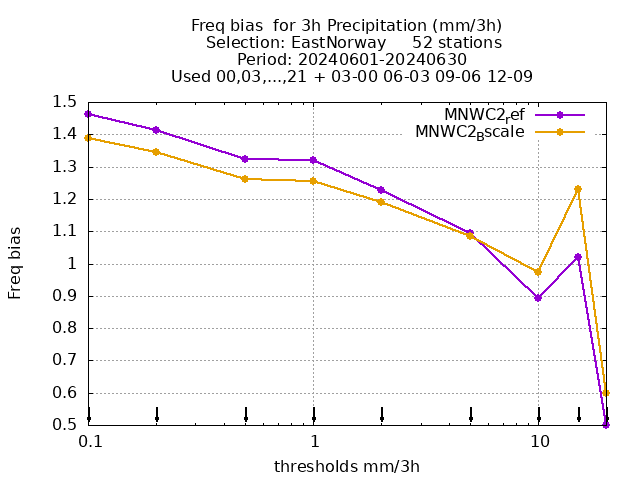 Freq bias  for 3h Precipitation (mm/3h)
Selection: EastNorway     52 stations
Period: 20240601-20240630
Used 00,03,...,21 + 03-00 06-03 09-06 12-09
MNWC2ref
MNWC2Bscale
1.5
1.4
1.3
1.2
1.1
1
0.9
0.8
0.7
0.6
0.5
Freq bias
0.1 1 10
thresholds mm/3h